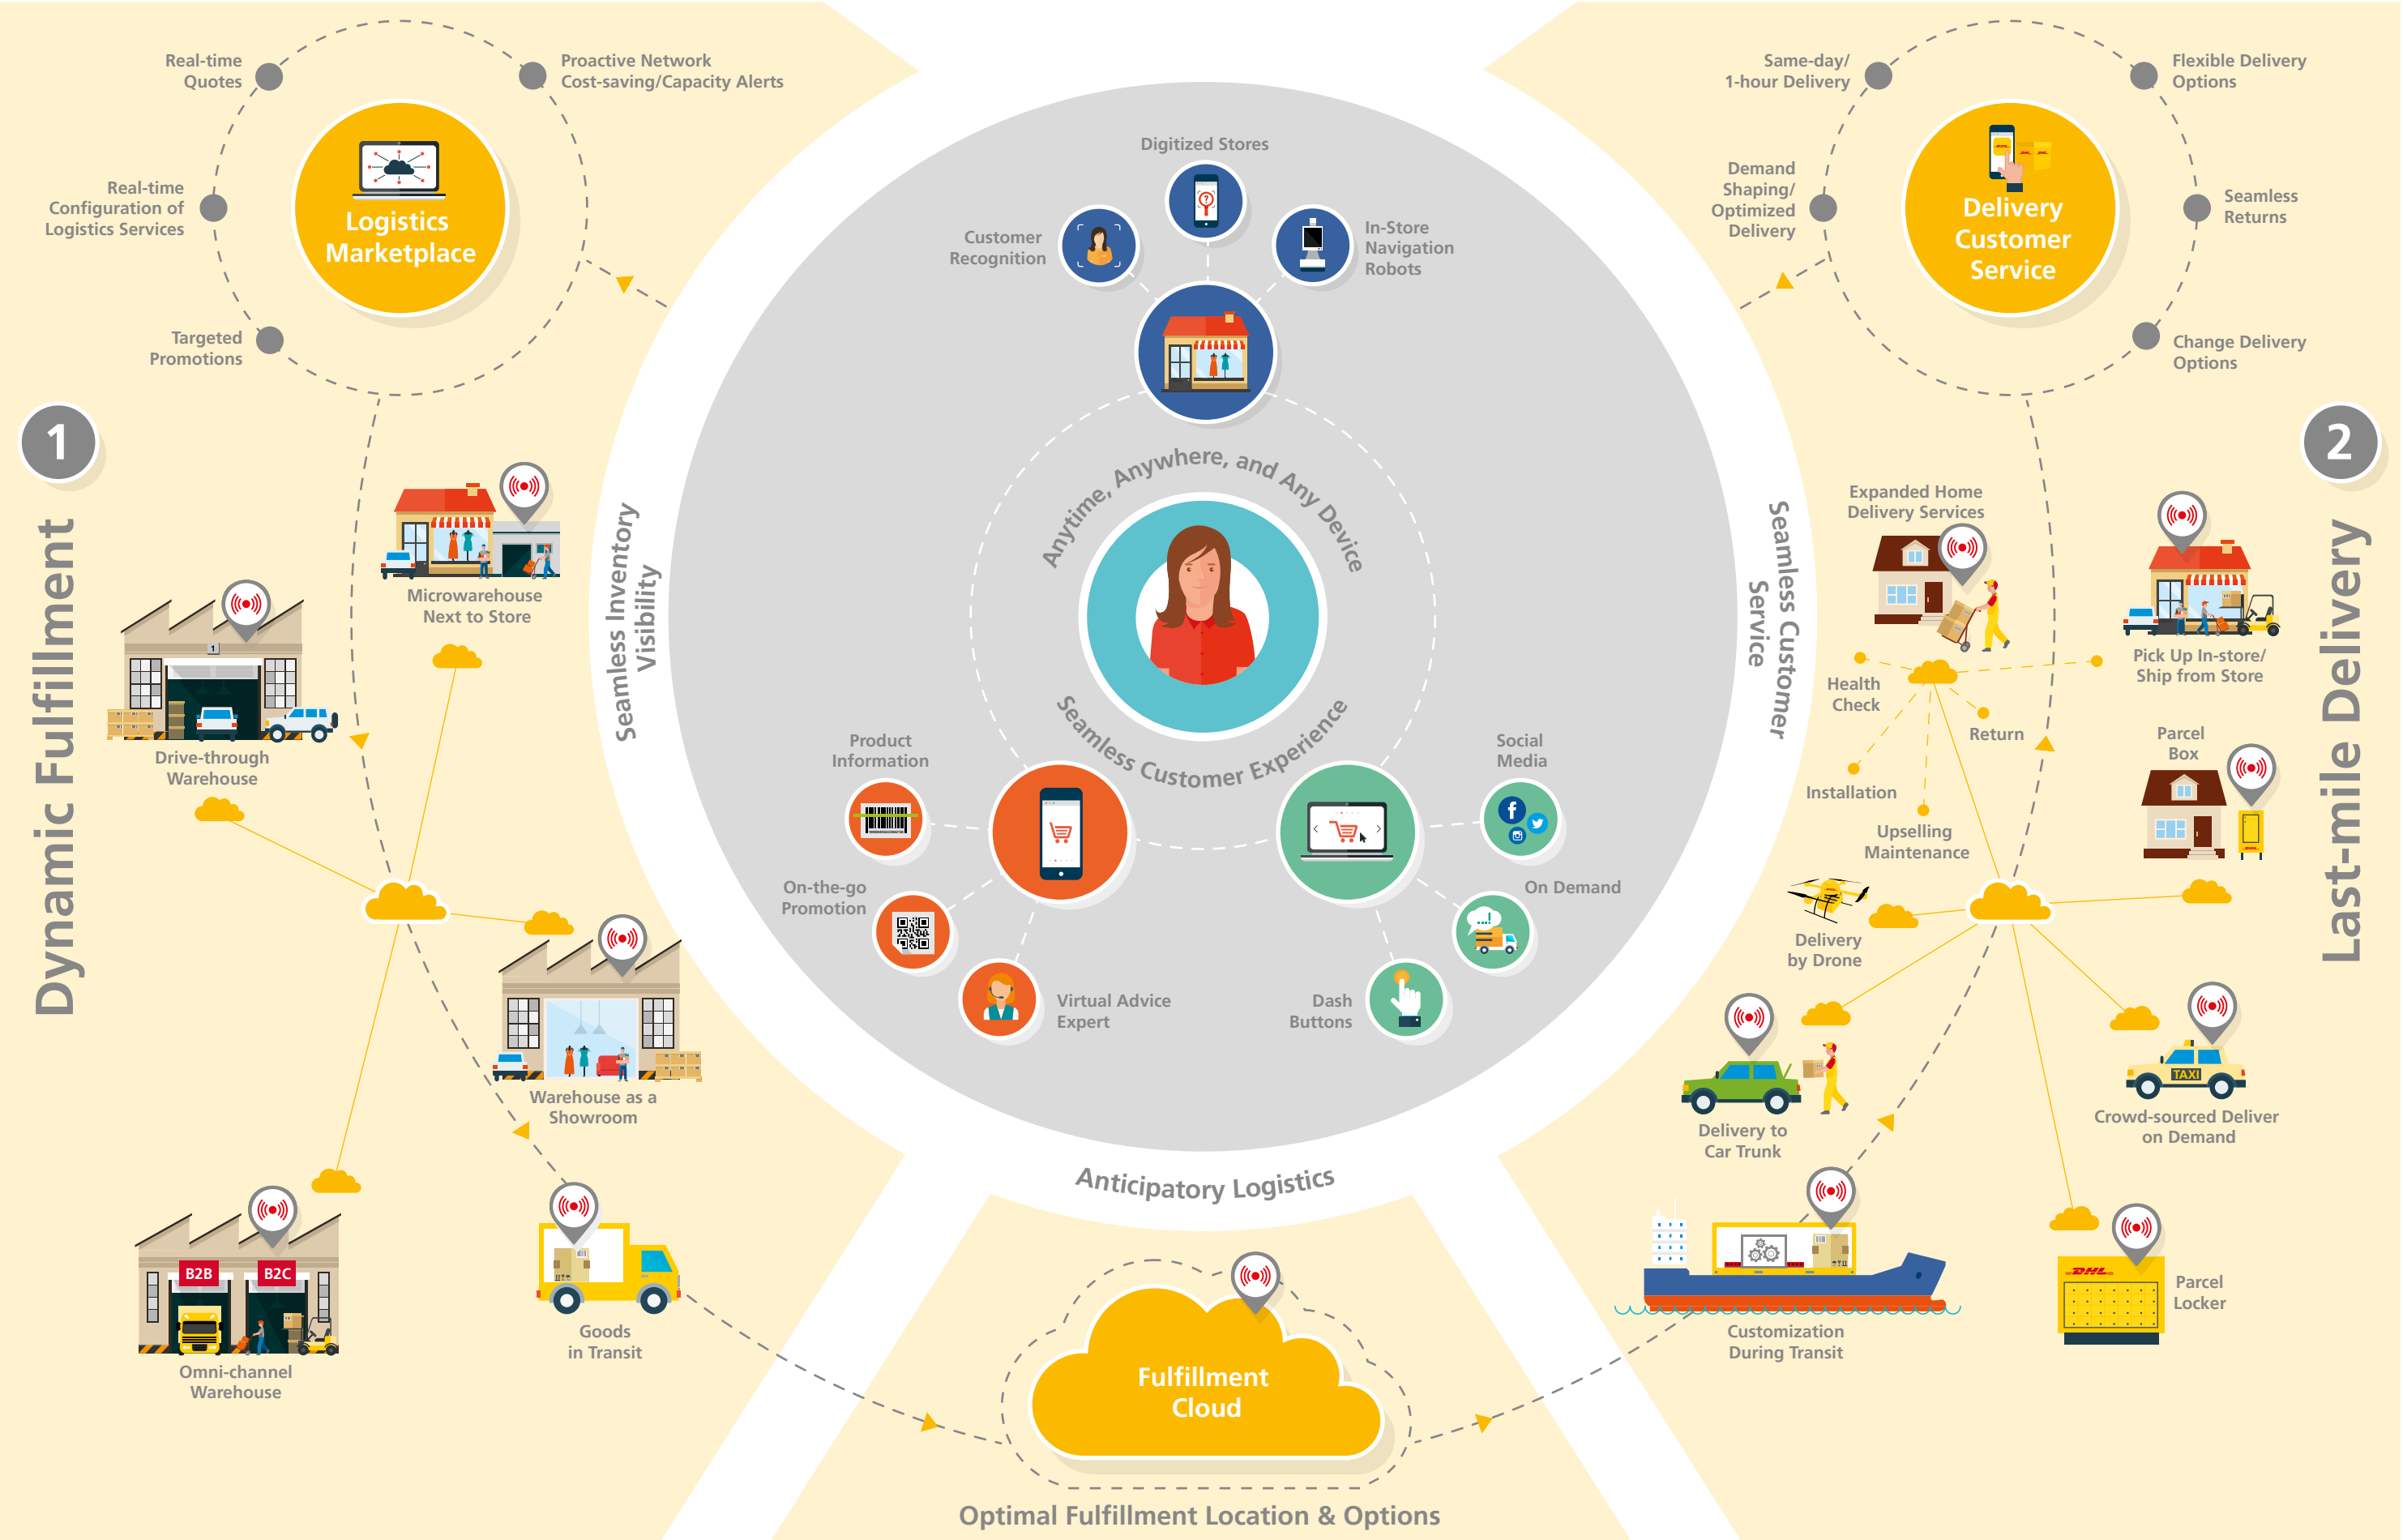 Real-time
Quotes
Proactive Network
Cost-saving/Capacity Alerts
Real-time
Configuration of
Logistics Services
Logistics
Marketplace
Targeted
Promotions
1
Dynamic Fulfillment
Microwarehouse
Next to Store
1
Drive-through
Warehouse
Warehouse as a
Showroom
B2B
B2C
Omni-channel
Warehouse
Goods
in Transit
Seamless Inventory
Visibility
Digitized Stores
Customer
Recognition
?
In-Store
Navigation
Robots
Anytime, Anywhere, and Any Device
Seamless Customer Experience
Product
Information
On-the-go
Promotion
Virtual Advice
Expert
Social
Media
f
On Demand
...!
Dash
Buttons
Seamless Customer
Service
Anticipatory Logistics
Fulfillment
Cloud
Optimal Fulfillment Location & Options
Same-day/
1-hour Delivery
Flexible Delivery
Options
Demand
Shaping/
Optimized
Delivery
Delivery
Customer
Service
Seamless
Returns
Change Delivery
Options
2
Last-mile Delivery
Expanded Home
Delivery Services
Pick Up In-store/
Ship from Store
Health
Check
Return
Installation
Upselling
Maintenance
Parcel
Box
Delivery
by Drone
Delivery to
Car Trunk
TAXI
Crowd-sourced Deliver
on Demand
Customization
During Transit
DHL
Parcel
Locker